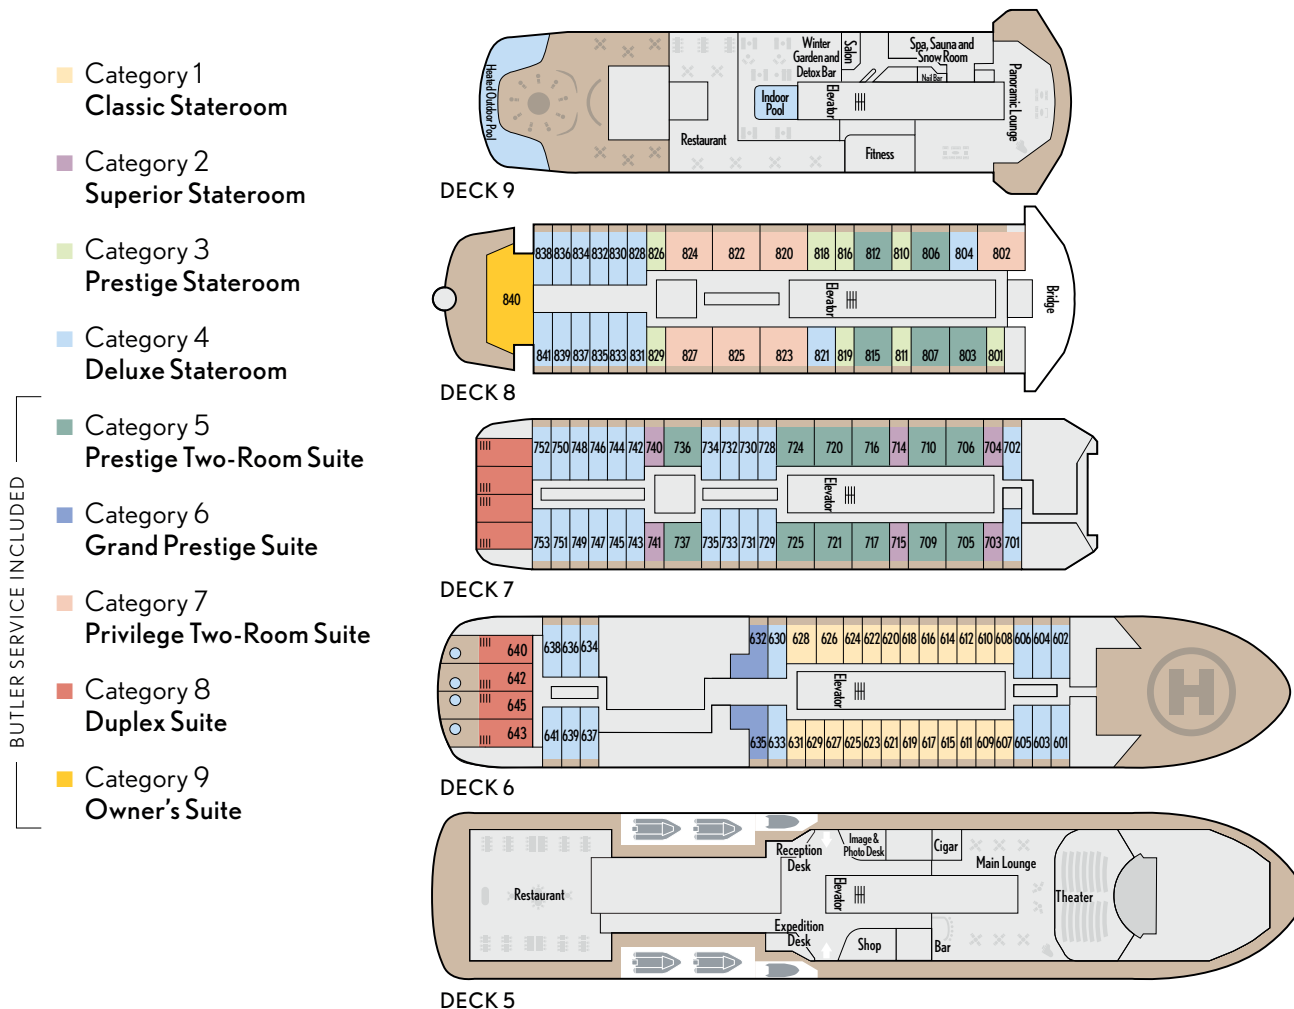 Category 1
Classic Stateroom
Category 2
Superior Stateroom
Category 3
Prestige Stateroom
Category 4
Deluxe Stateroom
BUTLER SERVICE INCLUDED
Category 5
Prestige Two-Room Suite
Category 6
Grand Prestige Suite
Category 7
Privilege Two-Room Suite
Category 8
Duplex Suite
Category 9
Owner's Suite
Heated Outdoor Pool
Restaurant
Winter
Garden and
Detox Bar
Salon
Spa, Sauna and
Snow Room
Nail Bar
Indoor
Pool
Elevator
Fitness
Panoramic Lounge
DECK 9
838 836 834 832 830 828 826 824 822 820 818 816 812 810 806 804 802
840
Elevator
Bridge
841 839 837 835 833 831 829 827 825 823 821 819 815 811 807 803 801
DECK 8
752 750 748 746 744 742 740 736 734 732 730 728 724 720 716 714 710 706 704 702
Elevator
753 751 749 747 745 743 741 737 735 733 731 729 725 721 717 715 709 705 703 701
DECK 7
640
642
645
643
638 636 634 632 630 628 626 624 622 620 618 616 614 612 610 608 606 604 602
Elevator
H
641 639 637 635 633 631 629 627 625 623 621 619 617 615 611 609 607 605 603 601
DECK 6
Restaurant
Reception
Desk
Image &
Photo Desk
Cigar
Main Lounge
Elevator
Theater
Expedition
Desk
Shop
Bar
DECK 5